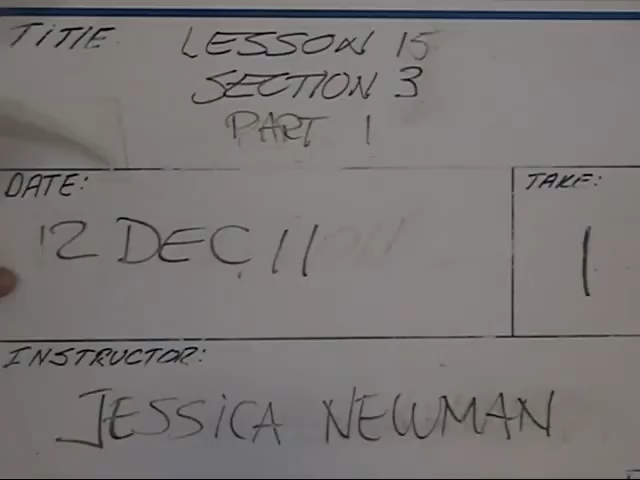 TITLE LESSON 15
SECTION 3
PART 1
DATE: TAKE:
12 DEC 11 1
INSTRUCTOR:
JESSICA NEWMAN